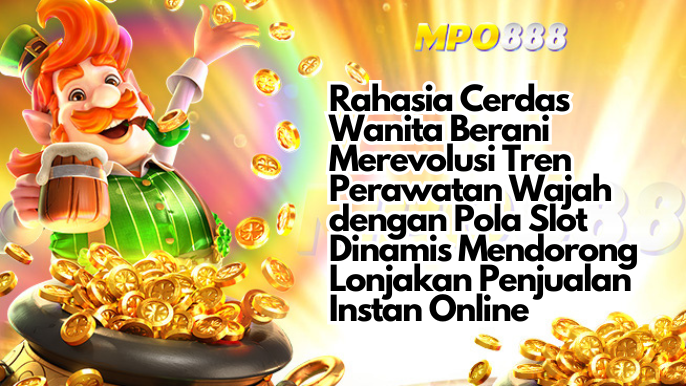 MPO888
Rahasia Cerdas
Wanita Berani
Merevolusi Tren
Perawatan Wajah
dengan Pola Slot
Dinamis Mendorong
Lonjakan Penjualan
Instan Online